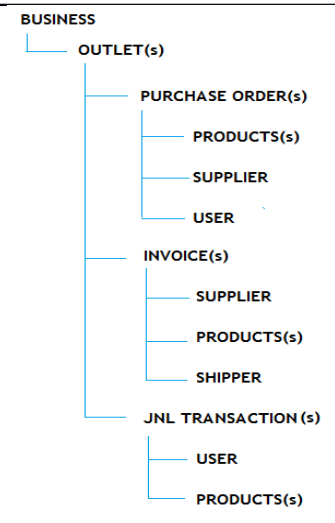 BUSINESS
OUTLET(s)
PURCHASE ORDER(s)
PRODUCTS(s)
SUPPLIER
USER
INVOICE(s)
SUPPLIER
PRODUCTS(s)
SHIPPER
JNL TRANSACTION (s)
USER
PRODUCTS(s)